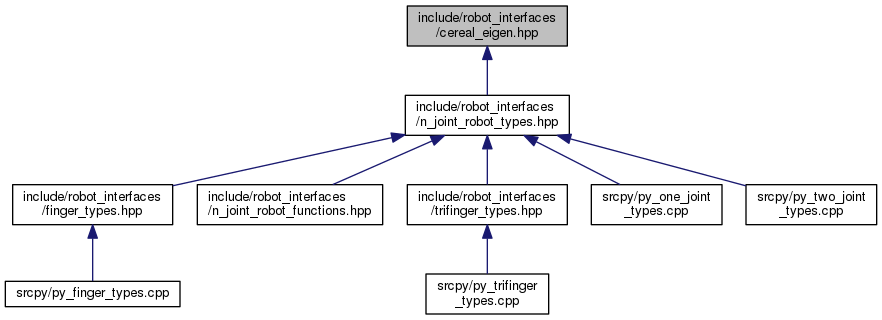 include/robot_interfaces
/cereal_eigen.hpp
include/robot_interfaces
/n_joint_robot_types.hpp
include/robot_interfaces
/finger_types.hpp
include/robot_interfaces
/n_joint_robot_functions.hpp
include/robot_interfaces
/trifinger_types.hpp
srcpy/py_one_joint
_types.cpp
srcpy/py_two_joint
_types.cpp
srcpy/py_finger_types.cpp
srcpy/py_trifinger
_types.cpp